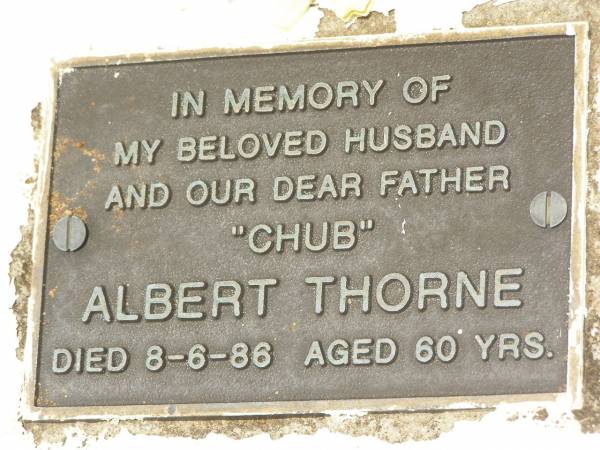 IN MEMORY OF
MY BELOVED HUSBAND
AND OUR DEAR FATHER
"CHUB"
ALBERT THORNE
DIED 8-6-86 AGED 60 YRS.